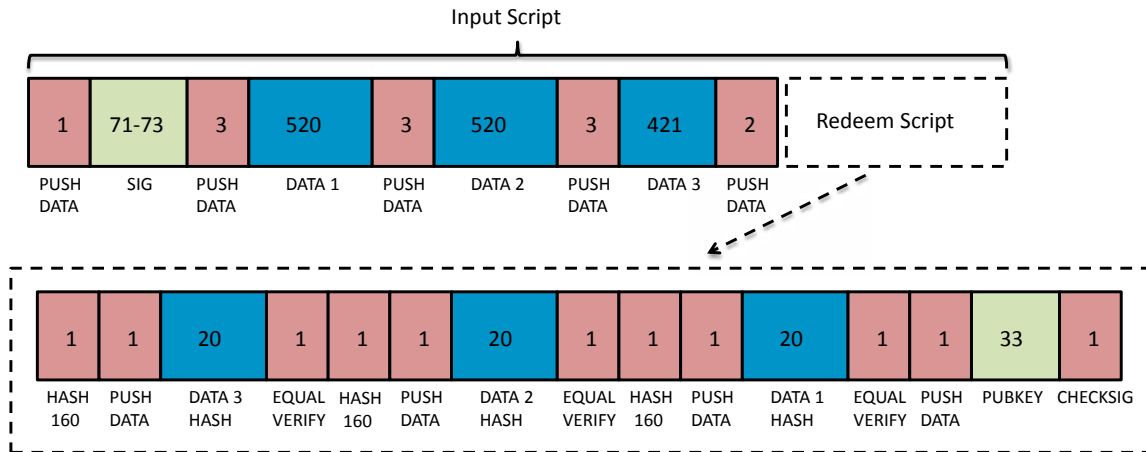 Input Script
1 71-73 3 520 3 520 3 421 2 Redeem Script
PUSH SIG PUSH DATA 1 PUSH DATA 2 PUSH DATA 3 PUSH
DATA DATA DATA DATA DATA
1 1 20 1 1 1 20 1 1 1 20 1 1 33 1
HASH PUSH DATA 3 EQUAL HASH PUSH DATA 2 EQUAL HASH PUSH DATA 1 EQUAL PUSH PUBKEY CHECKSIG
160 DATA HASH VERIFY 160 DATA HASH VERIFY 160 DATA HASH VERIFY DATA